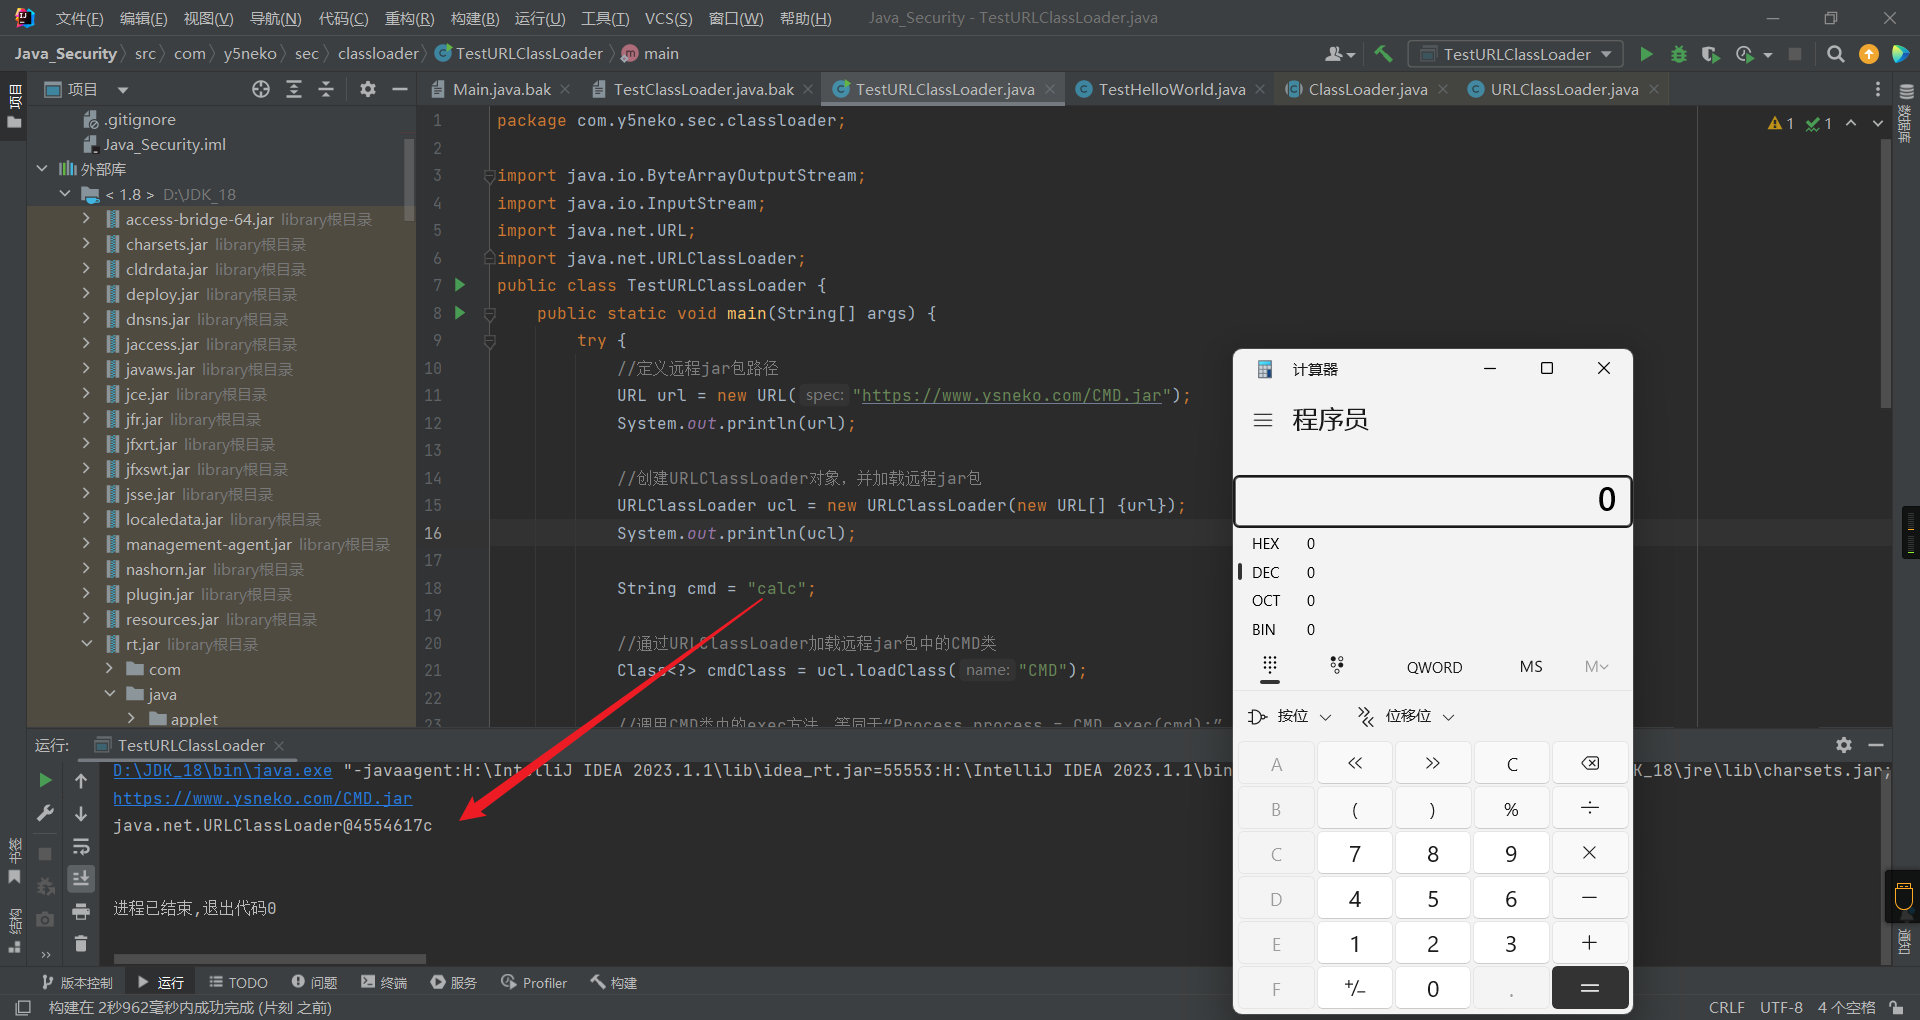 文件(F) 编辑(E) 视图(V) 导航(N) 代码(C) 重构(R) 构建(B) 运行(U) 工具(T) VCS(S) 窗口(W) 帮助(H) Java_Security - TestURLClassLoader.java
Java_Security src com y5neko sec classloader TestURLClassLoader main TestURLClassLoader
项目
项目
Main.java.bak TestClassLoader.java.bak TestURLClassLoader.java TestHelloWorld.java ClassLoader.java URLClassLoader.java
数据库
.gitignore
Java_Security.iml
外部库
< 1.8 > D:\JDK_18
access-bridge-64.jar library根目录
charsets.jar library根目录
cldrdata.jar library根目录
deploy.jar library根目录
dnsns.jar library根目录
jaccess.jar library根目录
javaws.jar library根目录
jce.jar library根目录
jfr.jar library根目录
jfxrt.jar library根目录
jfxswt.jar library根目录
jsse.jar library根目录
localedata.jar library根目录
management-agent.jar library根目录
nashorn.jar library根目录
plugin.jar library根目录
resources.jar library根目录
rt.jar library根目录
com
java
applet
1 package com.y5neko.sec.classloader;
1 1
2
3 import java.io.ByteArrayOutputStream;
4 import java.io.InputStream;
5 import java.net.URL;
6 import java.net.URLClassLoader;
7 public class TestURLClassLoader {
8 public static void main(String[] args) {
9 try {
10 //定义远程jar包路径
11 URL url = new URL( spec: "https://www.ysneko.com/CMD.jar");
12 System.out.println(url);
13
14 //创建URLClassLoader对象，并加载远程jar包
15 URLClassLoader ucl = new URLClassLoader(new URL[] {url});
16 System.out.println(ucl);
17
18 String cmd = "calc";
19
20 //通过URLClassLoader加载远程jar包中的CMD类
21 Class<?> cmdClass = ucl.loadClass( name: "CMD");
22
23 //调用CMD类中的exec方法，等同于“Process process = CMD.exec(cmd);”
计算器
程序员
0
HEX 0
DEC 0
OCT 0
BIN 0
QWORD MS M
按位 位移位
A << >> C
B ( ) % ÷
C 7 8 9 ×
D 4 5 6 −
E 1 2 3 +
F +/− 0 . =
运行: TestURLClassLoader
D:\JDK_18\bin\java.exe "-javaagent:H:\IntelliJ IDEA 2023.1.1\lib\idea_rt.jar=55553:H:\IntelliJ IDEA 2023.1.1\bin K_18\jre\lib\charsets.jar;
https://www.ysneko.com/CMD.jar
java.net.URLClassLoader@4554617c
进程已结束,退出代码0
书签
结构
通知
版本控制 运行 TODO 问题 终端 服务 Profiler 构建
构建在 2秒962毫秒内成功完成 (片刻 之前) CRLF UTF-8 4 个空格